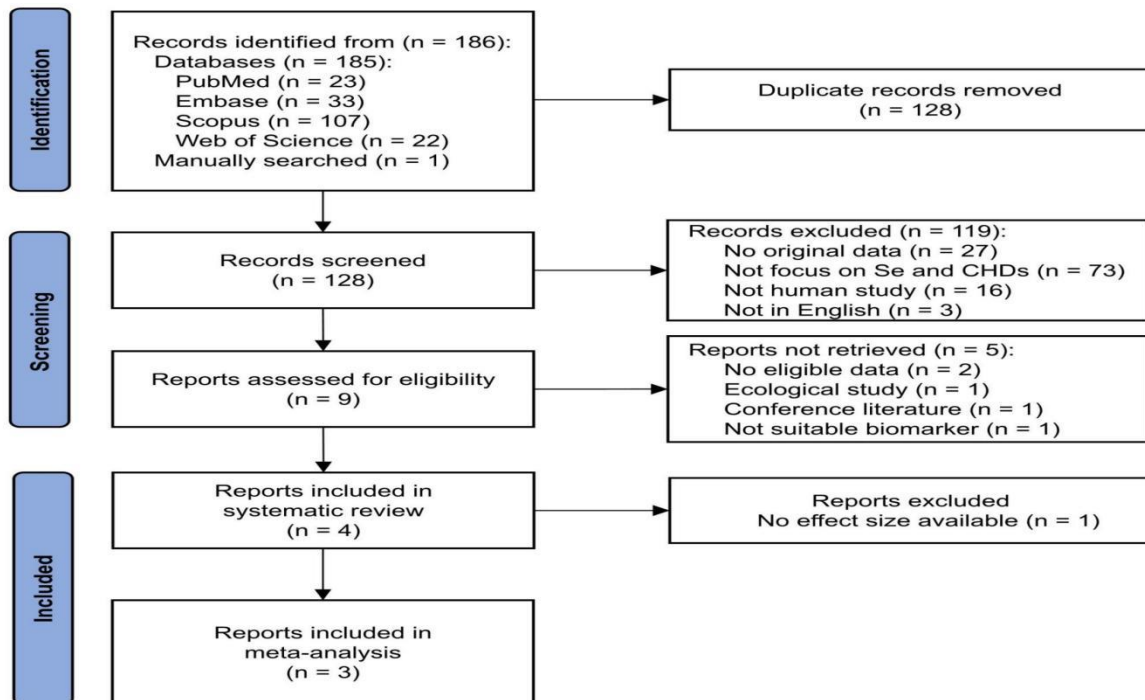 Identification
Records identified from (n = 186):
Databases (n = 185):
PubMed (n = 23)
Embase (n = 33)
Scopus (n = 107)
Web of Science (n = 22)
Manually searched (n = 1)
Duplicate records removed
(n = 128)
Screening
Records screened
(n = 128)
Records excluded (n = 119):
No original data (n = 27)
Not focus on Se and CHDs (n = 73)
Not human study (n = 16)
Not in English (n = 3)
Reports assessed for eligibility
(n = 9)
Reports not retrieved (n = 5):
No eligible data (n = 2)
Ecological study (n = 1)
Conference literature (n = 1)
Not suitable biomarker (n = 1)
Included
Reports included in
systematic review
(n = 4)
Reports excluded
No effect size available (n = 1)
Reports included in
meta-analysis
(n = 3)